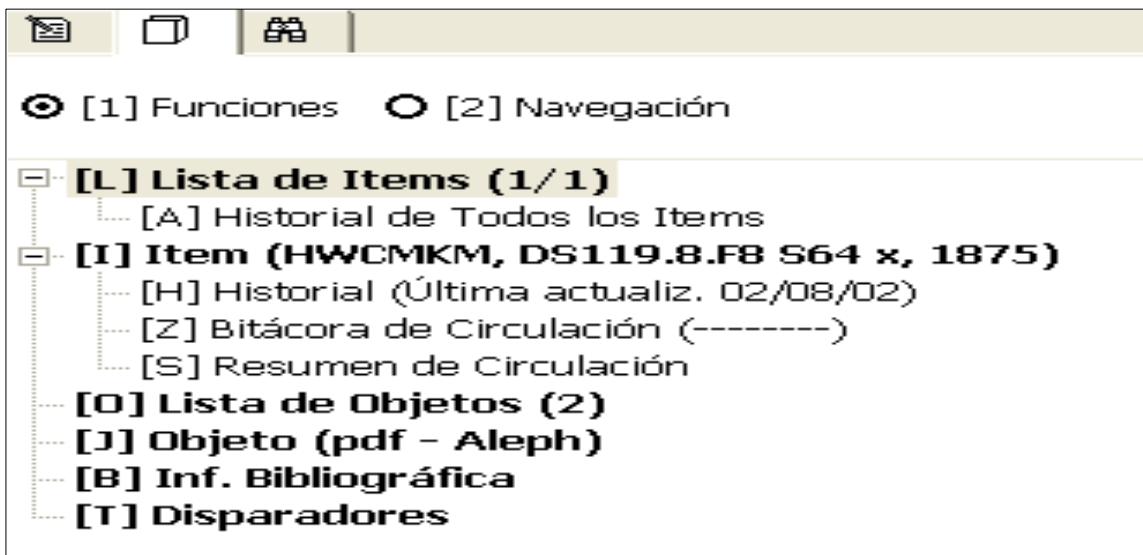 [1] Funciones [2] Navegación
[L] Lista de Items (1/1)
[A] Historial de Todos los Items
[I] Item (HWCMKM, DS119.8.F8 S64 x, 1875)
[H] Historial (Última actualiz. 02/08/02)
[Z] Bitácora de Circulación (--------)
[S] Resumen de Circulación
[O] Lista de Objetos (2)
[J] Objeto (pdf - Aleph)
[B] Inf. Bibliográfica
[T] Disparadores